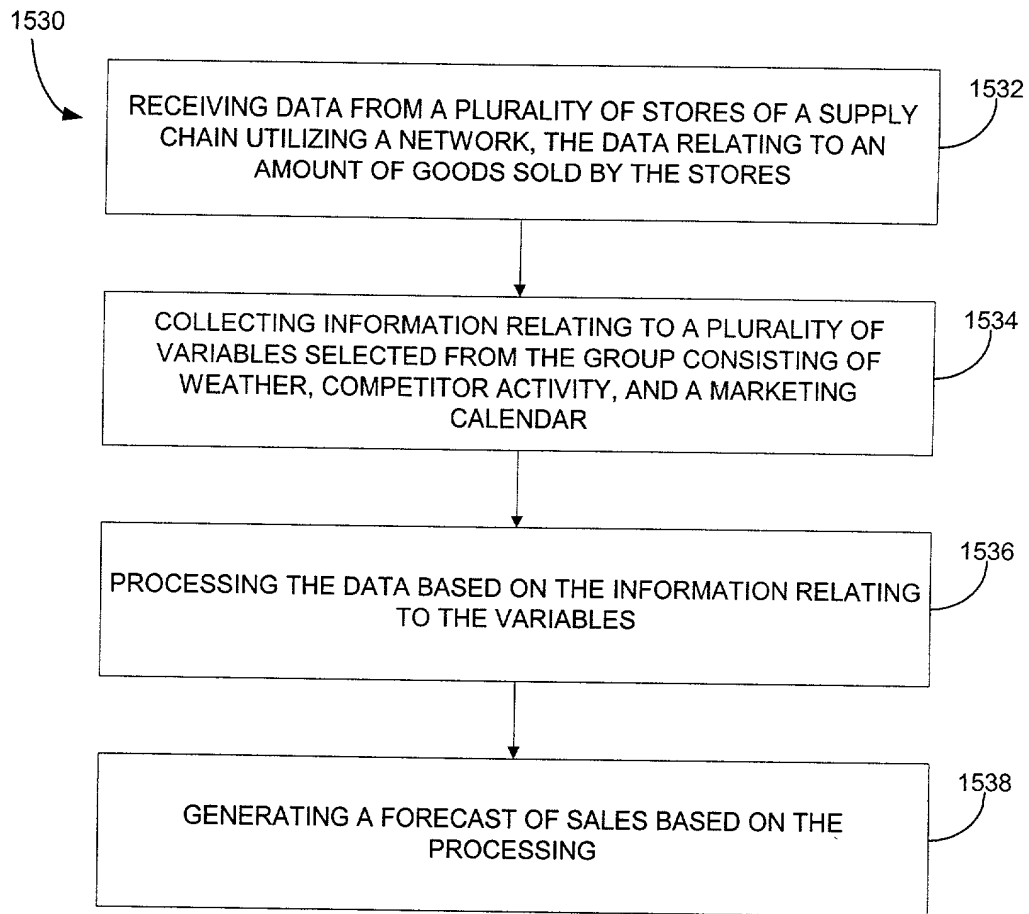 1530
RECEIVING DATA FROM A PLURALITY OF STORES OF A SUPPLY
CHAIN UTILIZING A NETWORK, THE DATA RELATING TO AN
AMOUNT OF GOODS SOLD BY THE STORES
1532
COLLECTING INFORMATION RELATING TO A PLURALITY OF
VARIABLES SELECTED FROM THE GROUP CONSISTING OF
WEATHER, COMPETITOR ACTIVITY, AND A MARKETING
CALENDAR
1534
PROCESSING THE DATA BASED ON THE INFORMATION RELATING
TO THE VARIABLES
1536
GENERATING A FORECAST OF SALES BASED ON THE
PROCESSING
1538